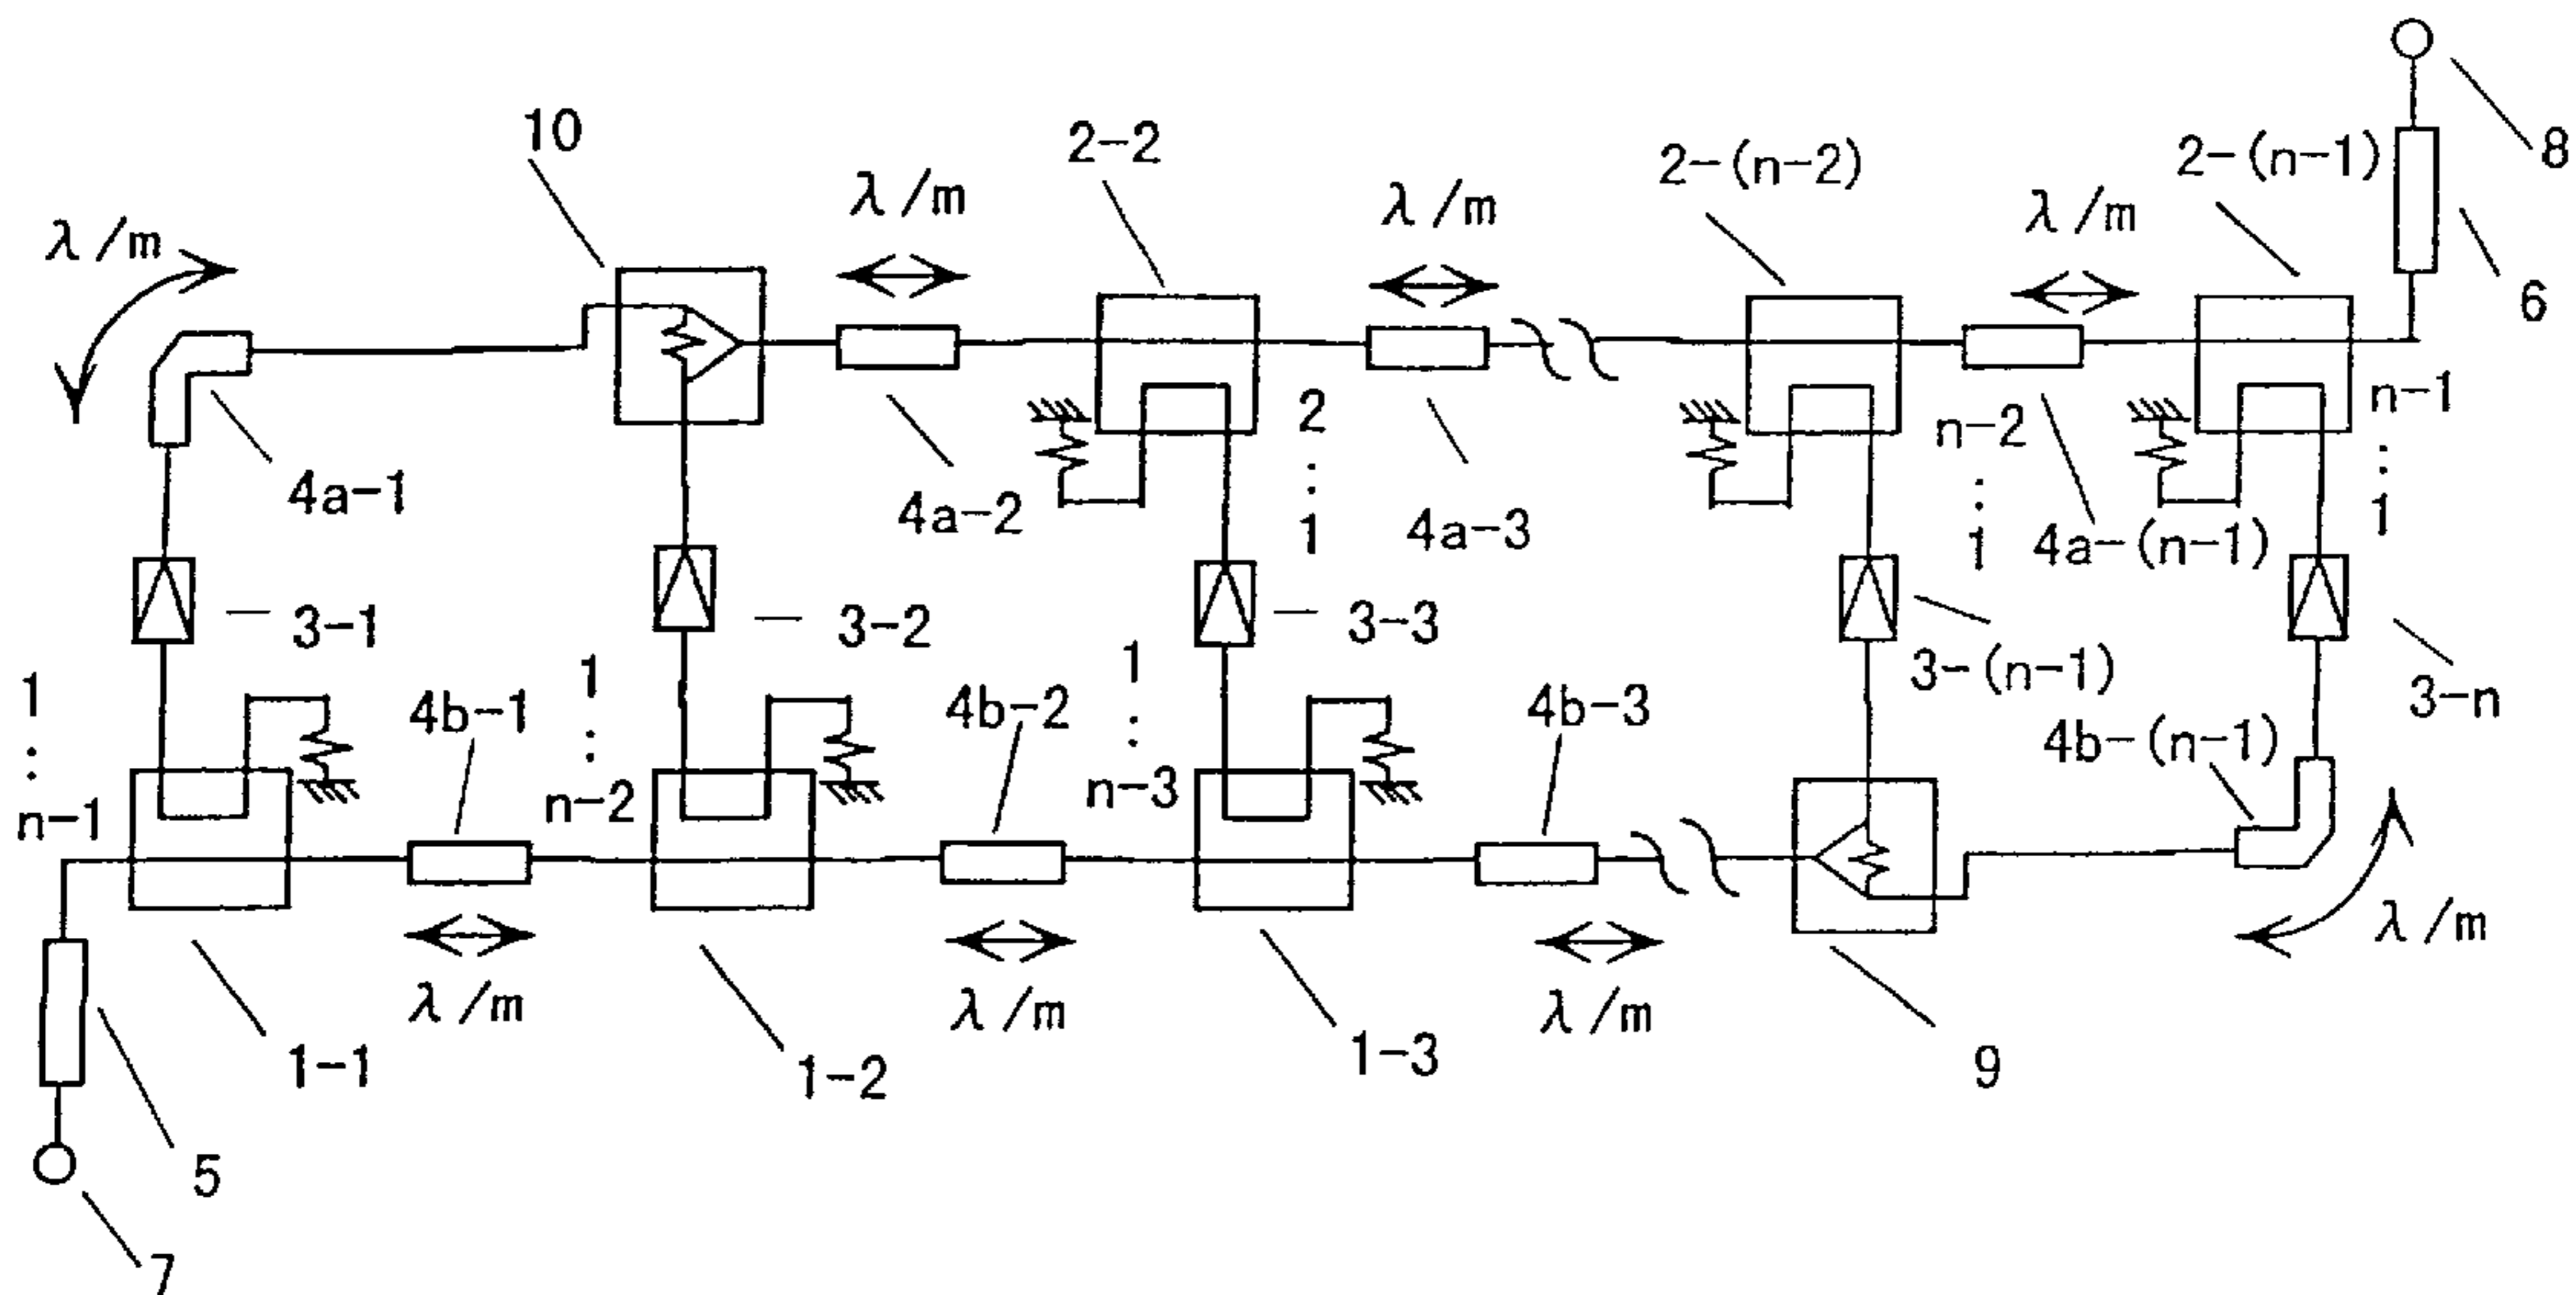 8
10
2-2
2-(n-2)
2-(n-1)
λ/m
λ/m
λ/m
λ/m
λ/m
6
4a-1
4a-2
4a-3
4a-(n-1)
2
:
1
n-2
:
1
n-1
:
1
3-1
3-2
3-3
3-(n-1)
3-n
1
:
n-1
4b-1
1
:
n-2
4b-2
1
:
n-3
4b-3
4b-(n-1)
λ/m
λ/m
λ/m
λ/m
1-1
1-2
1-3
9
5
7